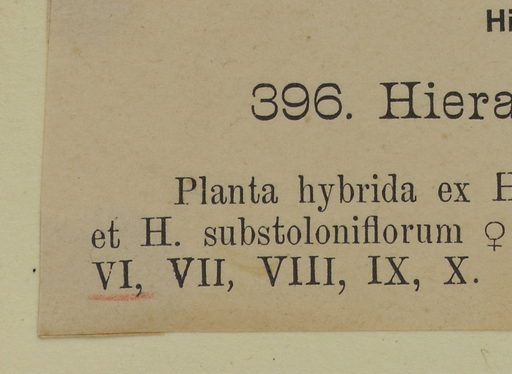 Hi
396. Hiera
Planta hybrida ex H
et H. substoloniflorum ♀
VI, VII, VIII, IX, X.